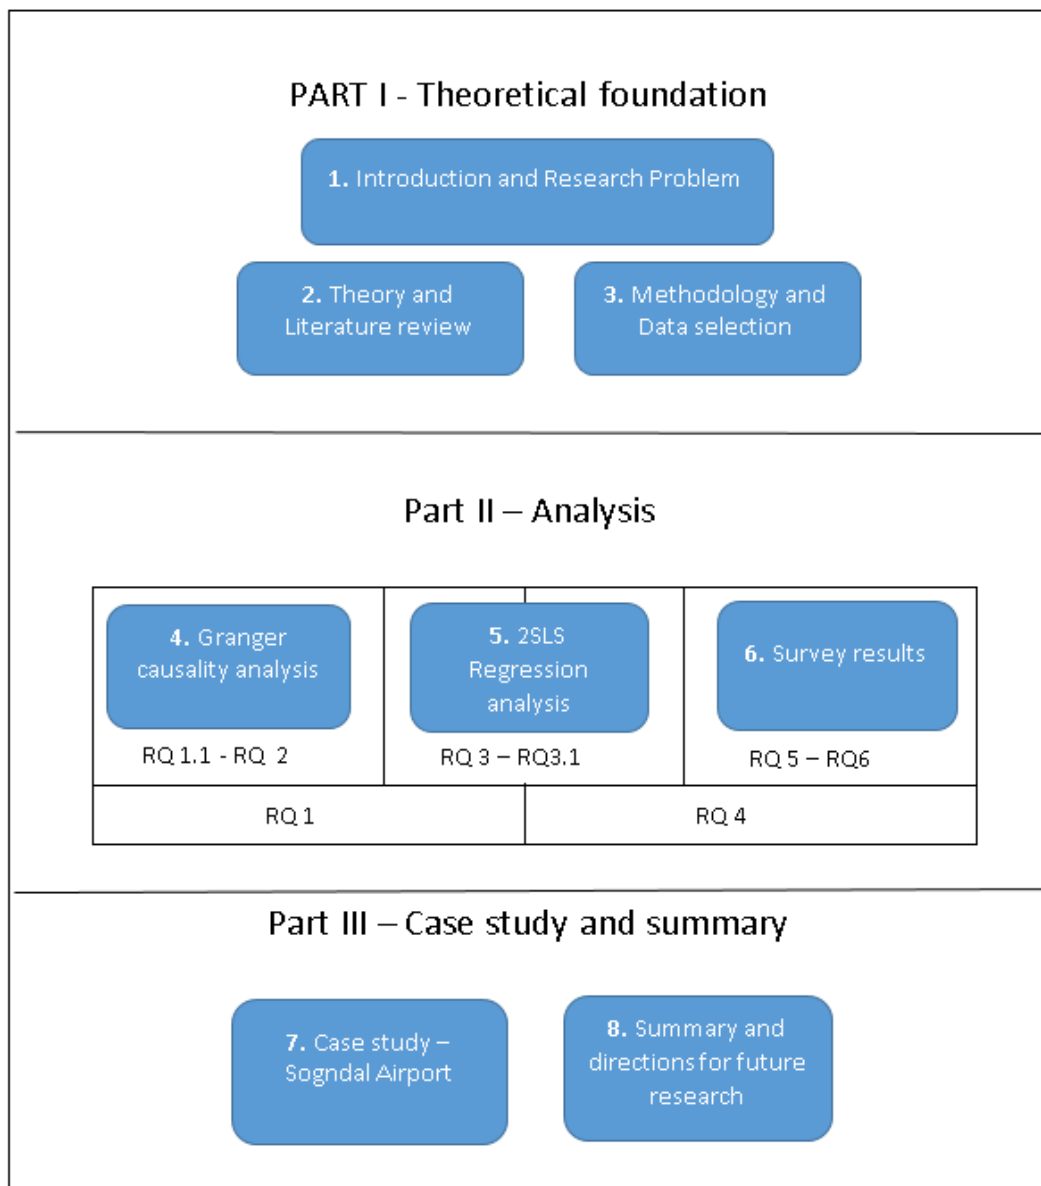 PART I - Theoretical foundation
1. Introduction and Research Problem
2. Theory and
Literature review
3. Methodology and
Data selection
Part II – Analysis
4. Granger
causality analysis
5. 2SLS
Regression
analysis
6. Survey results
RQ 1.1 - RQ 2
RQ 3 – RQ3.1
RQ 5 – RQ6
RQ 1
RQ 4
Part III – Case study and summary
7. Case study –
Sogndal Airport
8. Summary and
directions for future
research